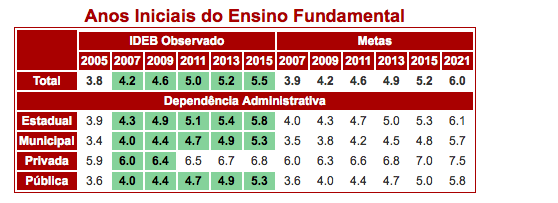 Anos Iniciais do Ensino Fundamental
IDEB Observado Metas
2005 2007 2009 2011 2013 2015 2007 2009 2011 2013 2015 2021
Total 3.8 4.2 4.6 5.0 5.2 5.5 3.9 4.2 4.6 4.9 5.2 6.0
Dependência Administrativa
Estadual 3.9 4.3 4.9 5.1 5.4 5.8 4.0 4.3 4.7 5.0 5.3 6.1
Municipal 3.4 4.0 4.4 4.7 4.9 5.3 3.5 3.8 4.2 4.5 4.8 5.7
Privada 5.9 6.0 6.4 6.5 6.7 6.8 6.0 6.3 6.6 6.8 7.0 7.5
Pública 3.6 4.0 4.4 4.7 4.9 5.3 3.6 4.0 4.4 4.7 5.0 5.8